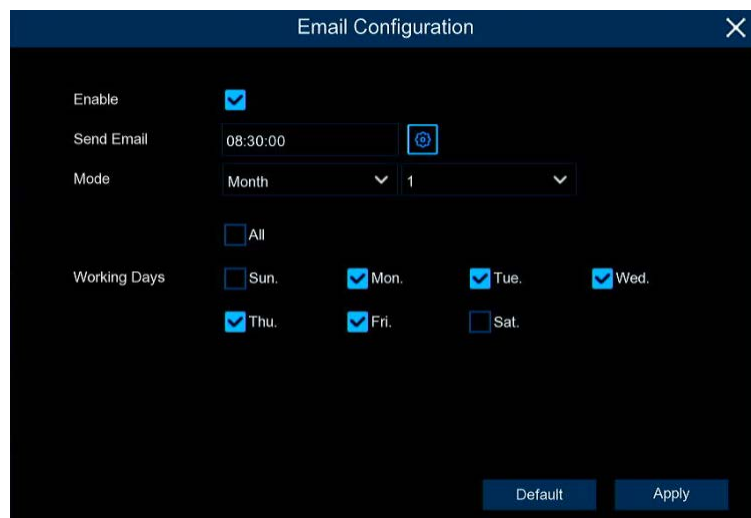 Email Configuration
Enable
Send Email 08:30:00
Mode Month 1
All
Working Days Sun. Mon. Tue. Wed.
Thu. Fri. Sat.
Default Apply